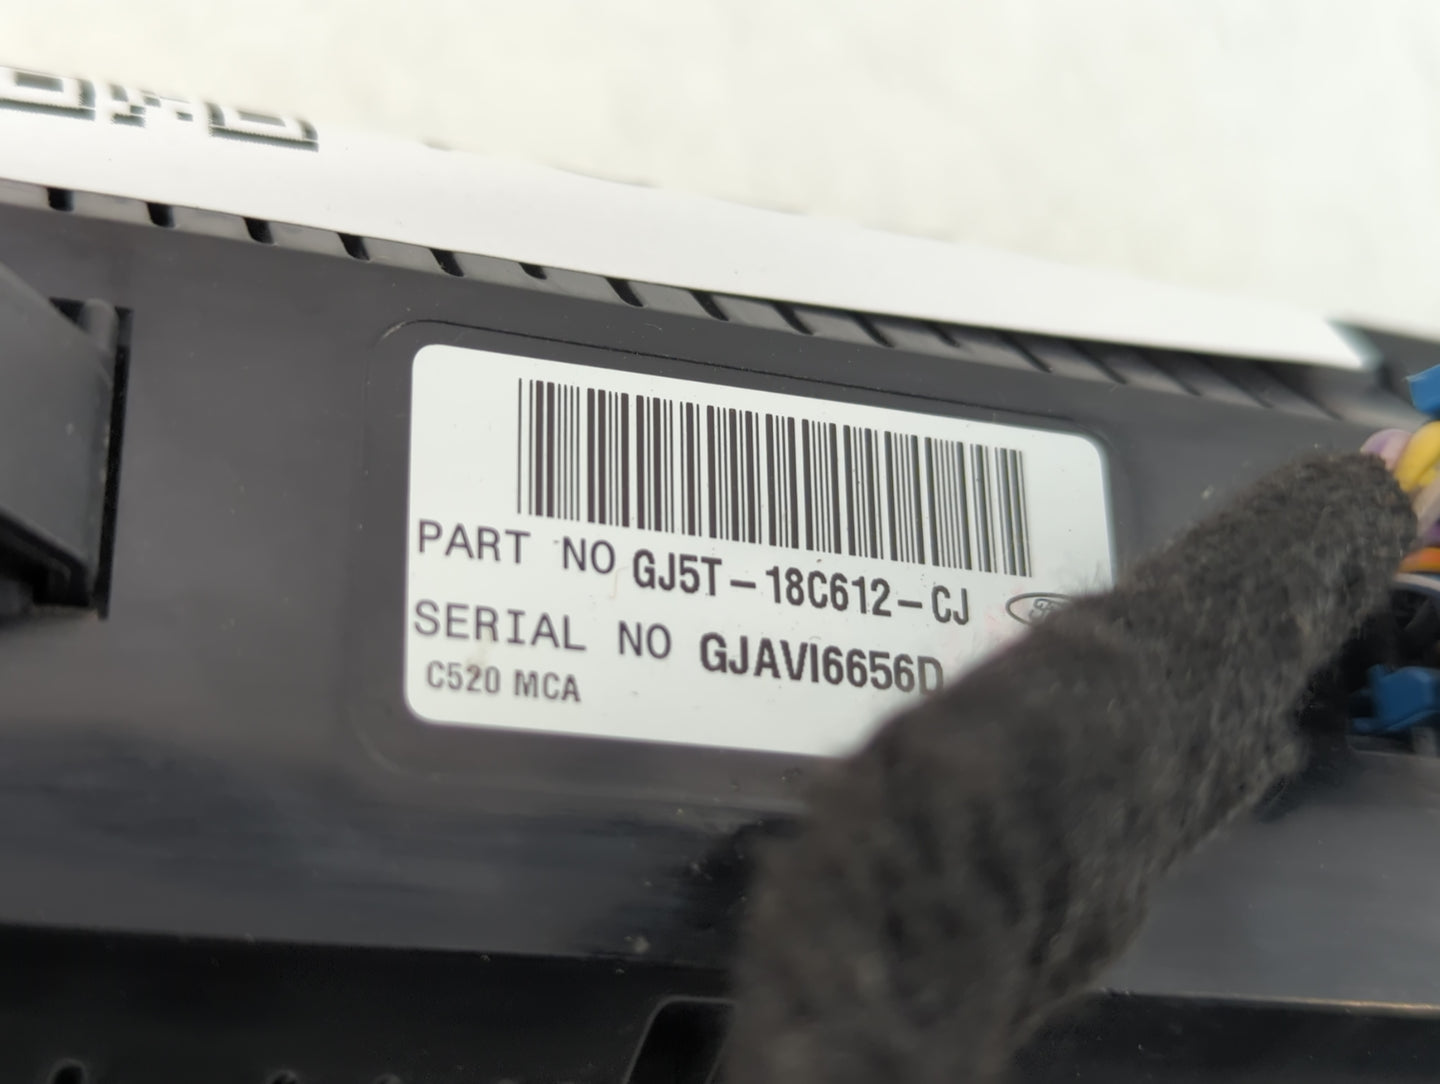 PART NO GJ5T-18C612-CJ
SERIAL NO GJAVI6656D
C520 MCA